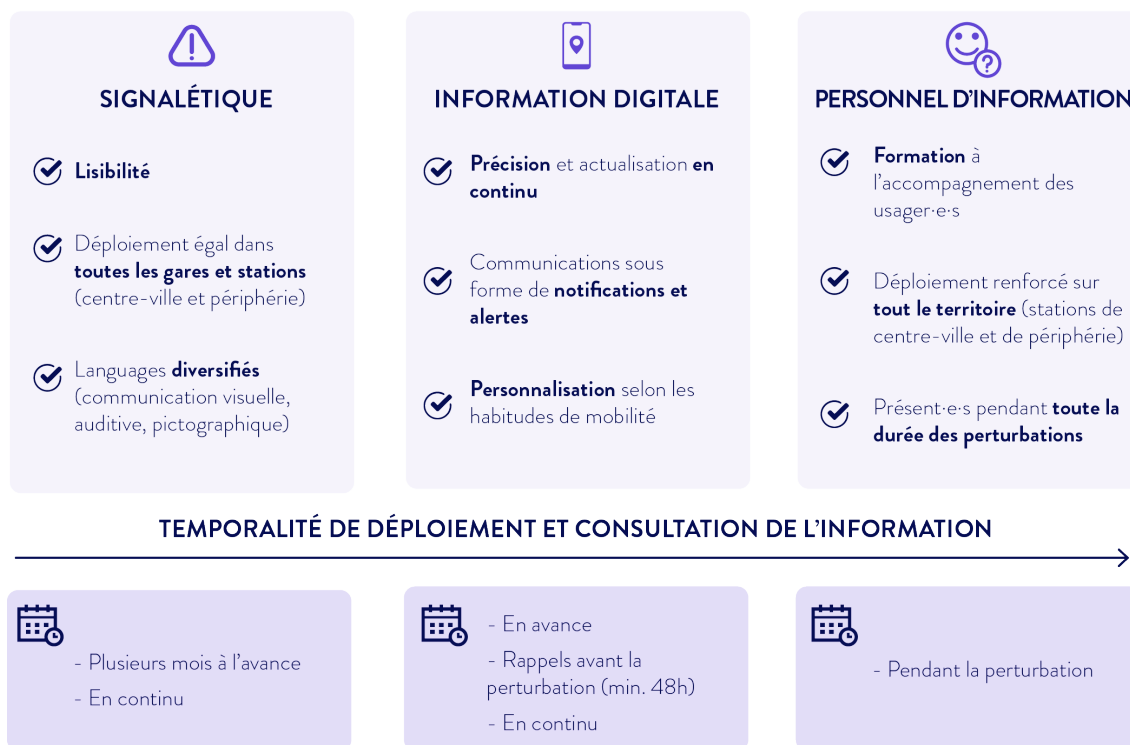 SIGNALÉTIQUE
Lisibilité
Déploiement égal dans
toutes les gares et stations
(centre-ville et périphérie)
Languages diversifiés
(communication visuelle,
auditive, pictographique)
INFORMATION DIGITALE
Précision et actualisation en
continu
Communications sous
forme de notifications et
alertes
Personnalisation selon les
habitudes de mobilité
PERSONNEL D'INFORMATION
Formation à
l'accompagnement des
usager·e·s
Déploiement renforcé sur
tout le territoire (stations de
centre-ville et de périphérie)
Présent·e·s pendant toute la
durée des perturbations
TEMPORALITÉ DE DÉPLOIEMENT ET CONSULTATION DE L'INFORMATION
- Plusieurs mois à l'avance
- En continu
- En avance
- Rappels avant la
perturbation (min. 48h)
- En continu
- Pendant la perturbation